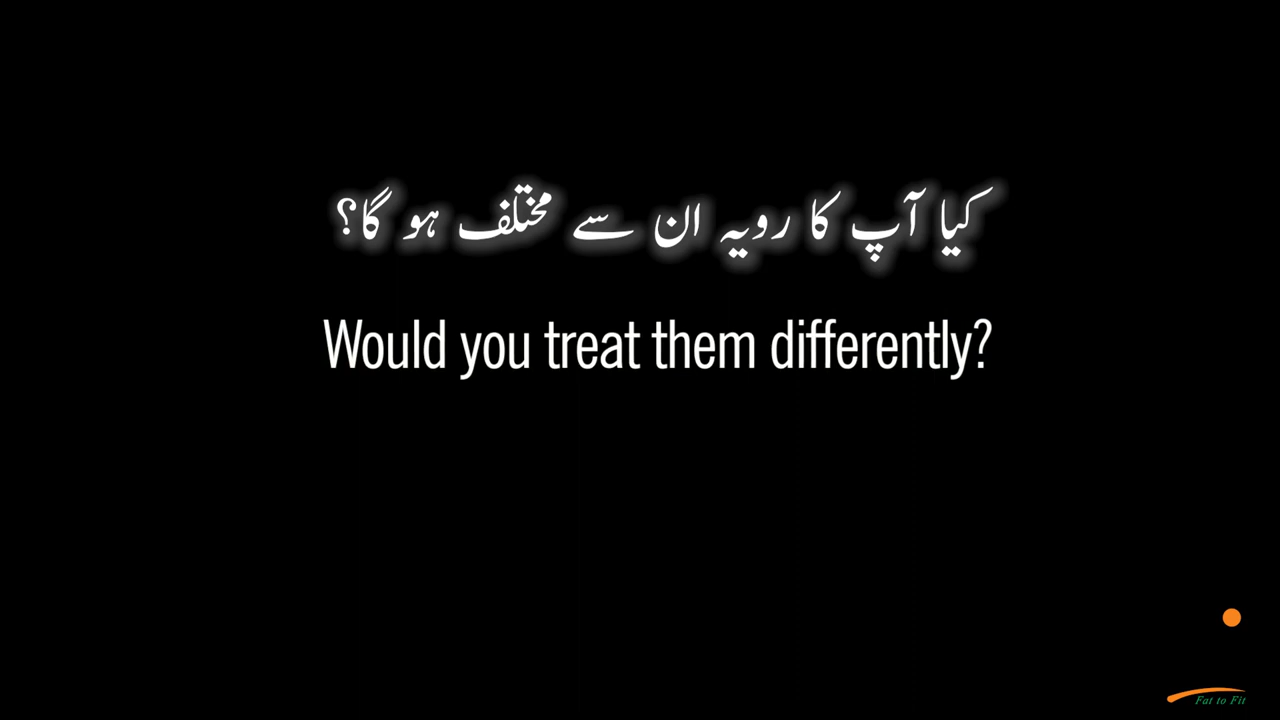 کیا آپ کا رویہ ان سے مختلف ہو گا؟
Would you treat them differently?
Fat to Fit